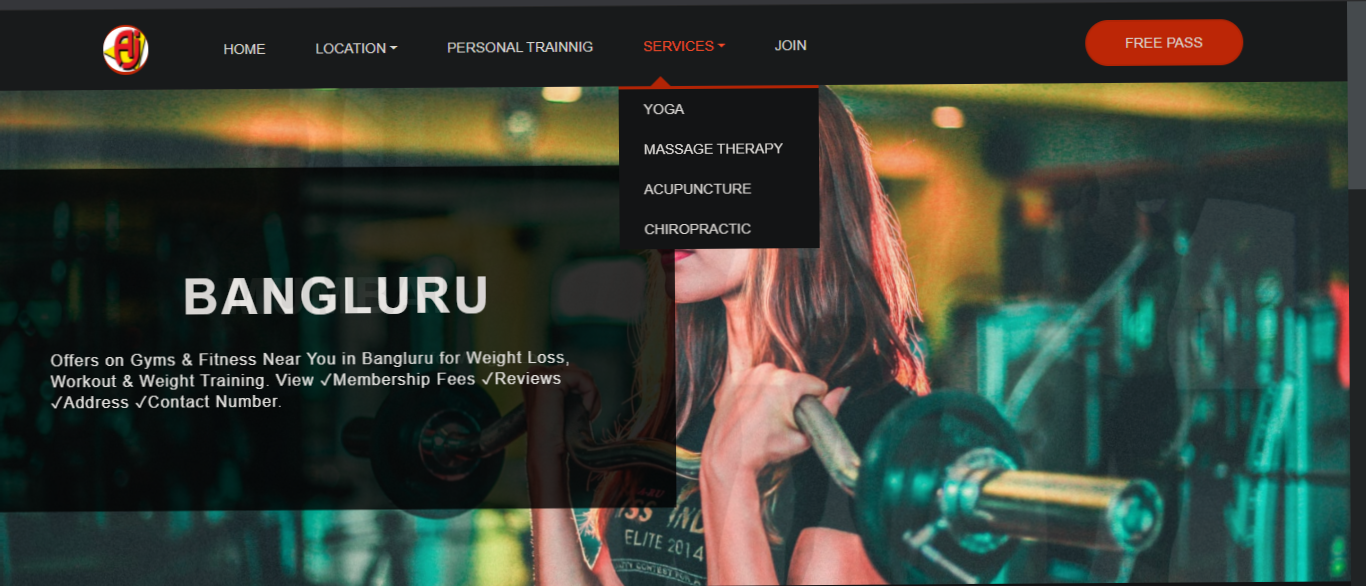 Aj
HOME
LOCATION
PERSONAL TRAINNIG
SERVICES
JOIN
FREE PASS
YOGA
MASSAGE THERAPY
ACUPUNCTURE
CHIROPRACTIC
BANGLURU
Offers on Gyms & Fitness Near You in Bangluru for Weight Loss,
Workout & Weight Training. View ✓Membership Fees ✓Reviews
✓Address ✓Contact Number.
ELITE 2014